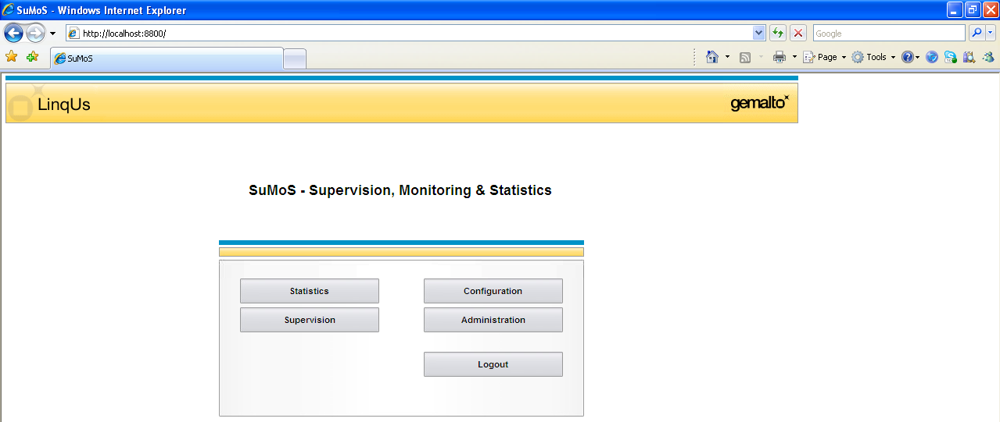 SuMoS - Windows Internet Explorer
http://localhost:8800/
Google
SuMoS
Page
Tools
LinqUs
gemalto
SuMoS - Supervision, Monitoring & Statistics
Statistics
Configuration
Supervision
Administration
Logout